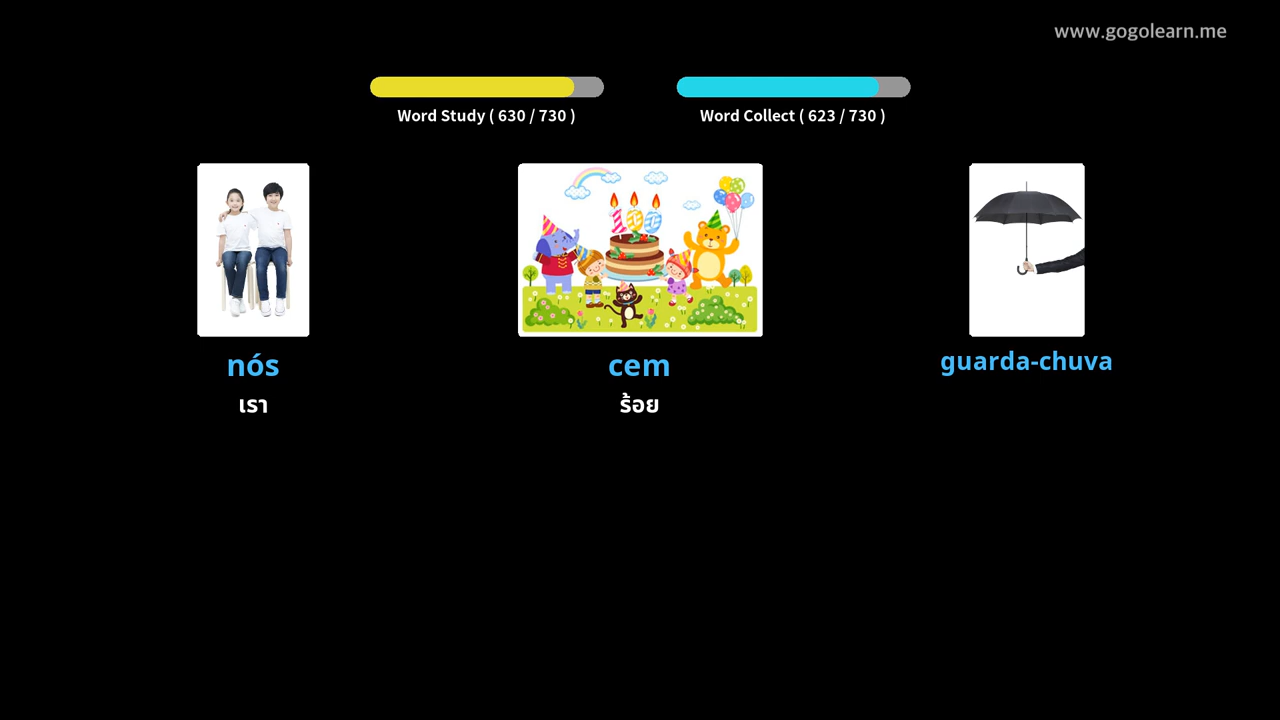 www.gogolearn.me
Word Study ( 630 / 730 )
Word Collect ( 623 / 730 )
100
nós
cem
guarda-chuva
เรา
ร้อย